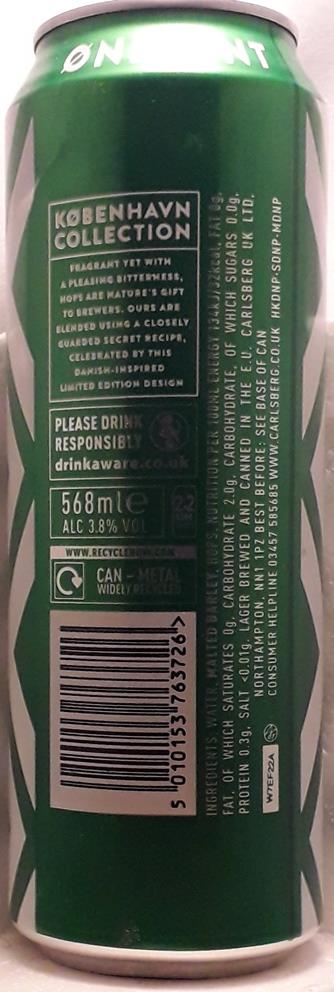 ØN NT
KØBENHAVN
COLLECTION
FRAGRANT YET WITH
A PLEASING BITTERNESS,
HOPS ARE NATURE'S GIFT
TO BREWERS. OURS ARE
BLENDED USING A CLOSELY
GUARDED SECRET RECIPE,
CELEBRATED BY THIS
DANISH-INSPIRED
LIMITED EDITION DESIGN
PLEASE DRINK
RESPONSIBLY
drinkaware.co.uk
568ml℮
ALC 3.8% VOL
2.2
WWW.RECYCLENOW.COM
CAN - METAL
WIDELY RECYCLED
5 010153 763726 >
INGREDIENTS: WATER, MALTED BARLEY, HOPS. NUTRITION PER 100ML ENERGY 134KJ/32kcal, FAT 0g,
FAT, OF WHICH SATURATES 0g, CARBOHYDRATE 2.0g, CARBOHYDRATE, OF WHICH SUGARS 0.0g,
PROTEIN 0.3g, SALT <0.01g. LAGER BREWED AND CANNED IN THE E.U. CARLSBERG UK LTD,
NORTHAMPTON, NN1 1PZ BEST BEFORE: SEE BASE OF CAN
CONSUMER HELPLINE 03457 585685 WWW.CARLSBERG.CO.UK HKDNP-SDNP-MDNP
W7EF22A